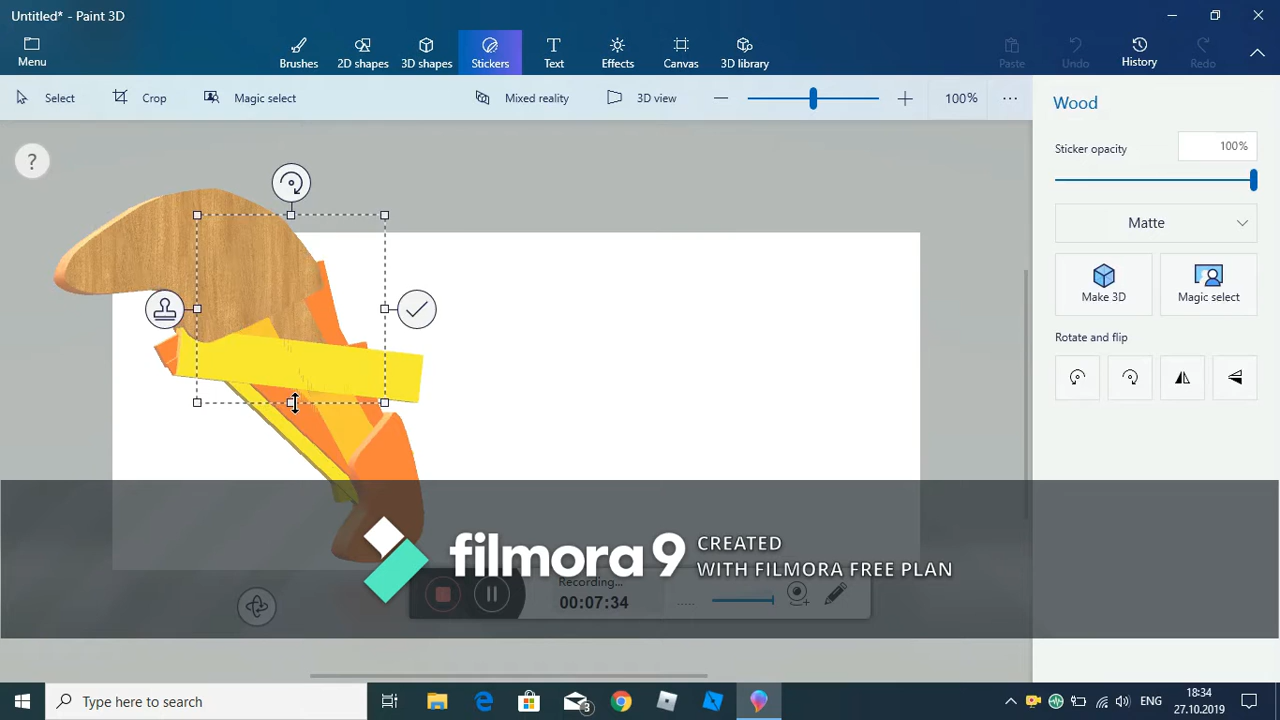 Untitled* - Paint 3D
Menu
Brushes
2D shapes
3D shapes
Stickers
Text
Effects
Canvas
3D library
Paste
Undo
History
Redo
Select
Crop
Magic select
Mixed reality
3D view
100%
Wood
Sticker opacity
100%
Matte
Make 3D
Magic select
Rotate and flip
?
filmora9
CREATED
WITH FILMORA FREE PLAN
Recording...
00:07:34
Type here to search
3
ENG
18:34
27.10.2019